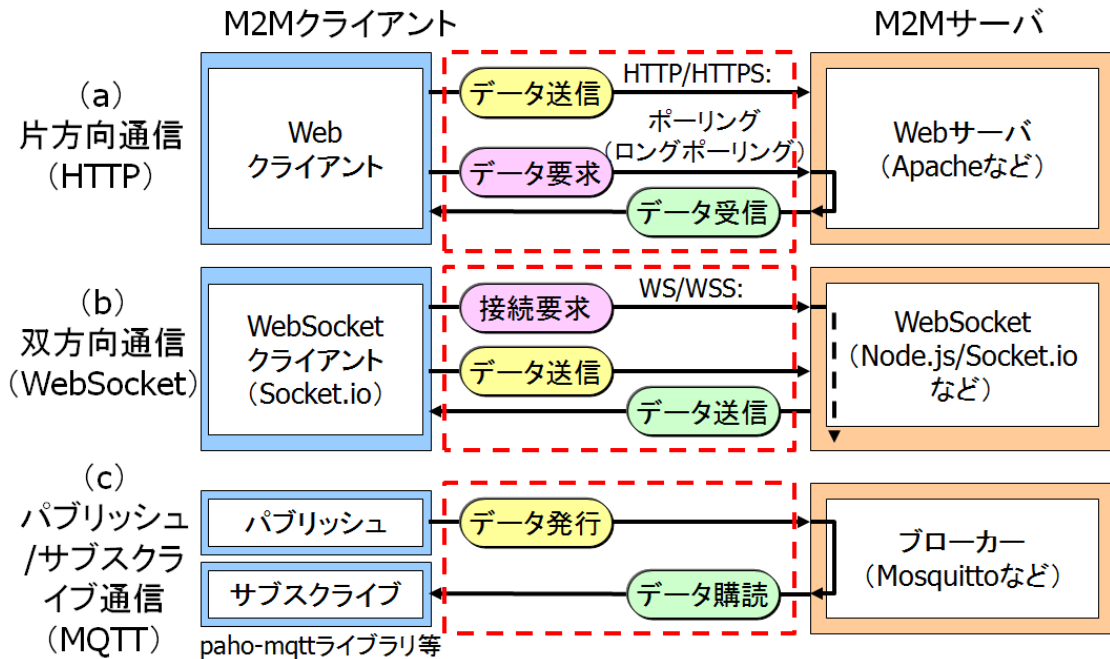 M2Mクライアント
M2Mサーバ
（a）
片方向通信
（HTTP）
Web
クライアント
データ送信
HTTP/HTTPS:
ポーリング
（ロングポーリング）
データ要求
データ受信
Webサーバ
（Apacheなど）
（b）
双方向通信
（WebSocket）
WebSocket
クライアント
（Socket.io）
接続要求
WS/WSS:
データ送信
データ送信
WebSocket
（Node.js/Socket.io
など）
（c）
パブリッシュ
/サブスクラ
イブ通信
（MQTT）
パブリッシュ
サブスクライブ
paho-mqttライブラリ等
データ発行
データ購読
ブローカー
（Mosquittoなど）